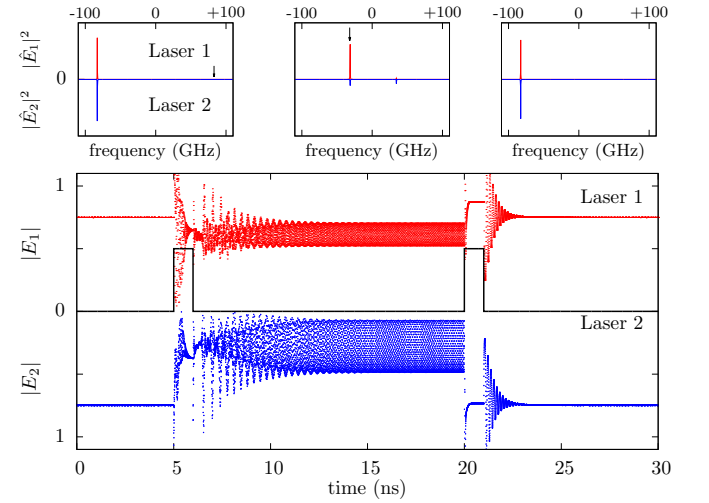 -100 0 +100 -100 0 +100 -100 0 +100
|Ê₁|²
Laser 1
0
|Ê₂|²
Laser 2
frequency (GHz) frequency (GHz) frequency (GHz)
1
Laser 1
|E₁|
0
Laser 2
|E₂|
1
0 5 10 15 20 25 30
time (ns)